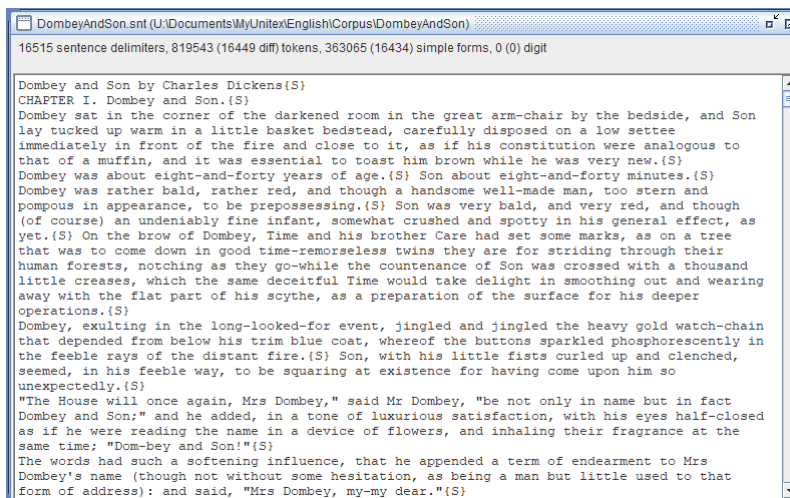 DombeyAndSon.snt (U:\Documents\MyUnitex\English\Corpus\DombeyAndSon)
16515 sentence delimiters, 819543 (16449 diff) tokens, 363065 (16434) simple forms, 0 (0) digit
Dombey and Son by Charles Dickens{S}
CHAPTER I. Dombey and Son.{S}
Dombey sat in the corner of the darkened room in the great arm-chair by the bedside, and Son
lay tucked up warm in a little basket bedstead, carefully disposed on a low settee
immediately in front of the fire and close to it, as if his constitution were analogous to
that of a muffin, and it was essential to toast him brown while he was very new.{S}
Dombey was about eight-and-forty years of age.{S} Son about eight-and-forty minutes.{S}
Dombey was rather bald, rather red, and though a handsome well-made man, too stern and
pompous in appearance, to be prepossessing.{S} Son was very bald, and very red, and though
(of course) an undeniably fine infant, somewhat crushed and spotty in his general effect, as
yet.{S} On the brow of Dombey, Time and his brother Care had set some marks, as on a tree
that was to come down in good time-remorseless twins they are for striding through their
human forests, notching as they go-while the countenance of Son was crossed with a thousand
little creases, which the same deceitful Time would take delight in smoothing out and wearing
away with the flat part of his scythe, as a preparation of the surface for his deeper
operations.{S}
Dombey, exulting in the long-looked-for event, jingled and jingled the heavy gold watch-chain
that depended from below his trim blue coat, whereof the buttons sparkled phosphorescently in
the feeble rays of the distant fire.{S} Son, with his little fists curled up and clenched,
seemed, in his feeble way, to be squaring at existence for having come upon him so
unexpectedly.{S}
"The House will once again, Mrs Dombey," said Mr Dombey, "be not only in name but in fact
Dombey and Son;" and he added, in a tone of luxurious satisfaction, with his eyes half-closed
as if he were reading the name in a device of flowers, and inhaling their fragrance at the
same time; "Dom-bey and Son!"{S}
The words had such a softening influence, that he appended a term of endearment to Mrs
Dombey's name (though not without some hesitation, as being a man but little used to that
form of address): and said, "Mrs Dombey, my-my dear."{S}